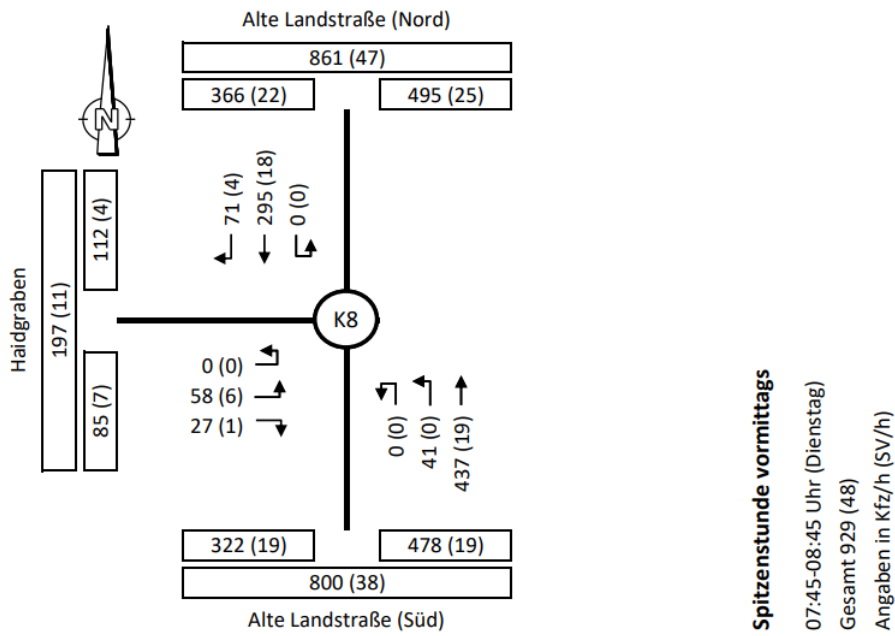 Alte Landstraße (Nord)
861 (47)
366 (22)
495 (25)
N
71 (4)
295 (18)
0 (0)
Haidgraben
197 (11)
112 (4)
85 (7)
K8
0 (0)
58 (6)
27 (1)
0 (0)
41 (0)
437 (19)
322 (19)
478 (19)
800 (38)
Alte Landstraße (Süd)
Spitzenstunde vormittags
07:45-08:45 Uhr (Dienstag)
Gesamt 929 (48)
Angaben in Kfz/h (SV/h)